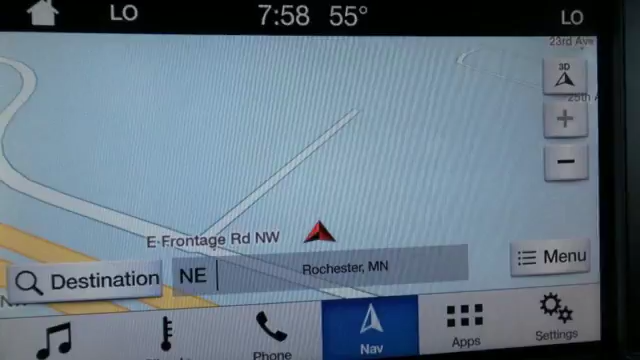 LO 7:58 55° LO
23rd Ave
3D
25th A
+
−
E Frontage Rd NW
Destination NE Rochester, MN Menu
Phone Nav Apps Settings